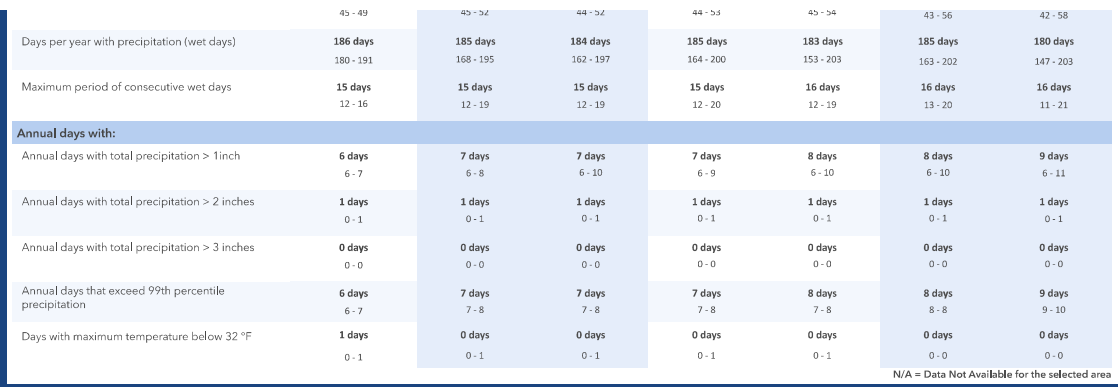 45 - 49 45 - 52 44 - 52 44 - 53 45 - 54 43 - 56 42 - 58
Days per year with precipitation (wet days) 186 days 185 days 184 days 185 days 183 days 185 days 180 days
180 - 191 168 - 195 162 - 197 164 - 200 153 - 203 163 - 202 147 - 203
Maximum period of consecutive wet days 15 days 15 days 15 days 15 days 16 days 16 days 16 days
12 - 16 12 - 19 12 - 19 12 - 20 12 - 19 13 - 20 11 - 21
Annual days with:
Annual days with total precipitation > 1inch 6 days 7 days 7 days 7 days 8 days 8 days 9 days
6 - 7 6 - 8 6 - 10 6 - 9 6 - 10 6 - 10 6 - 11
Annual days with total precipitation > 2 inches 1 days 1 days 1 days 1 days 1 days 1 days 1 days
0 - 1 0 - 1 0 - 1 0 - 1 0 - 1 0 - 1 0 - 1
Annual days with total precipitation > 3 inches 0 days 0 days 0 days 0 days 0 days 0 days 0 days
0 - 0 0 - 0 0 - 0 0 - 0 0 - 0 0 - 0 0 - 0
Annual days that exceed 99th percentile
precipitation 6 days 7 days 7 days 7 days 8 days 8 days 9 days
6 - 7 7 - 8 7 - 8 7 - 8 7 - 8 8 - 8 9 - 10
Days with maximum temperature below 32 °F 1 days 0 days 0 days 0 days 0 days 0 days 0 days
0 - 1 0 - 1 0 - 1 0 - 1 0 - 1 0 - 0 0 - 0
N/A = Data Not Available for the selected area